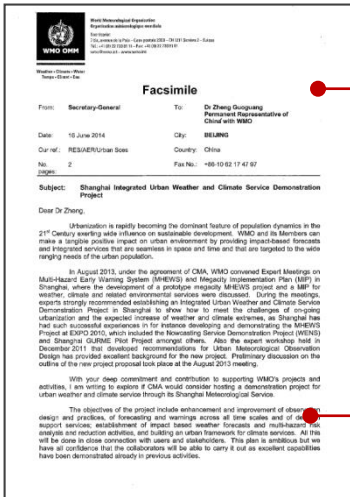 World Meteorological Organization
Organisation météorologique mondiale
WMO OMM
Weather • Climate • Water
Temps • Climat • Eau
Facsimile
From: Secretary-General To: Dr Zheng Guoguang
Permanent Representative of
China with WMO
Date: 16 June 2014 City: BEIJING
Our ref.: RES/AER/Urban Sces Country: China
No. pages: 2 Fax No.: +86-10 62 17 47 97
Subject: Shanghai Integrated Urban Weather and Climate Service Demonstration
Project
Dear Dr Zheng,
Urbanization is rapidly becoming the dominant feature of population dynamics in the
21st Century exerting wide influence on sustainable development. WMO and its Members can
make a tangible positive impact on urban environment by providing impact-based forecasts
and integrated services that are seamless in space and time and that are targeted to the wide
ranging needs of the urban population.
In August 2013, under the agreement of CMA, WMO convened Expert Meetings on
Multi-Hazard Early Warning System (MHEWS) and Megacity Implementation Plan (MIP) in
Shanghai, where the development of a prototype megacity MHEWS project and a MIP for
weather, climate and related environmental services were discussed. During the meetings,
experts strongly recommended establishing an Integrated Urban Weather and Climate Service
Demonstration Project in Shanghai to show how to meet the challenges of on-going
urbanization and the expected increase of weather and climate extremes, as Shanghai has
had such successful experiences in for instance developing and demonstrating the MHEWS
Project at EXPO 2010, which included the Nowcasting Service Demonstration Project (WENS)
and Shanghai GURME Pilot Project amongst others. Also the expert workshop held in
December 2011 that developed recommendations for Urban Meteorological Observation
Design has provided excellent background for the new project. Preliminary discussion on the
outline of the new project proposal took place at the August 2013 meeting.
With your deep commitment and contribution to supporting WMO's projects and
activities, I am writing to explore if CMA would consider hosting a demonstration project for
urban weather and climate service through its Shanghai Meteorological Service.
The objectives of the project include enhancement and improvement of observation
design and practices, of forecasting and warnings across all time scales and of
support services; establishment of impact based weather forecasts and multi-hazard risk
analysis and reduction activities, and building an urban framework for climate services. All this
will be done in close connection with users and stakeholders. This plan is ambitious but we
have all confidence that the collaborators will be able to carry it out as excellent capabilities
have been demonstrated already in previous activities.